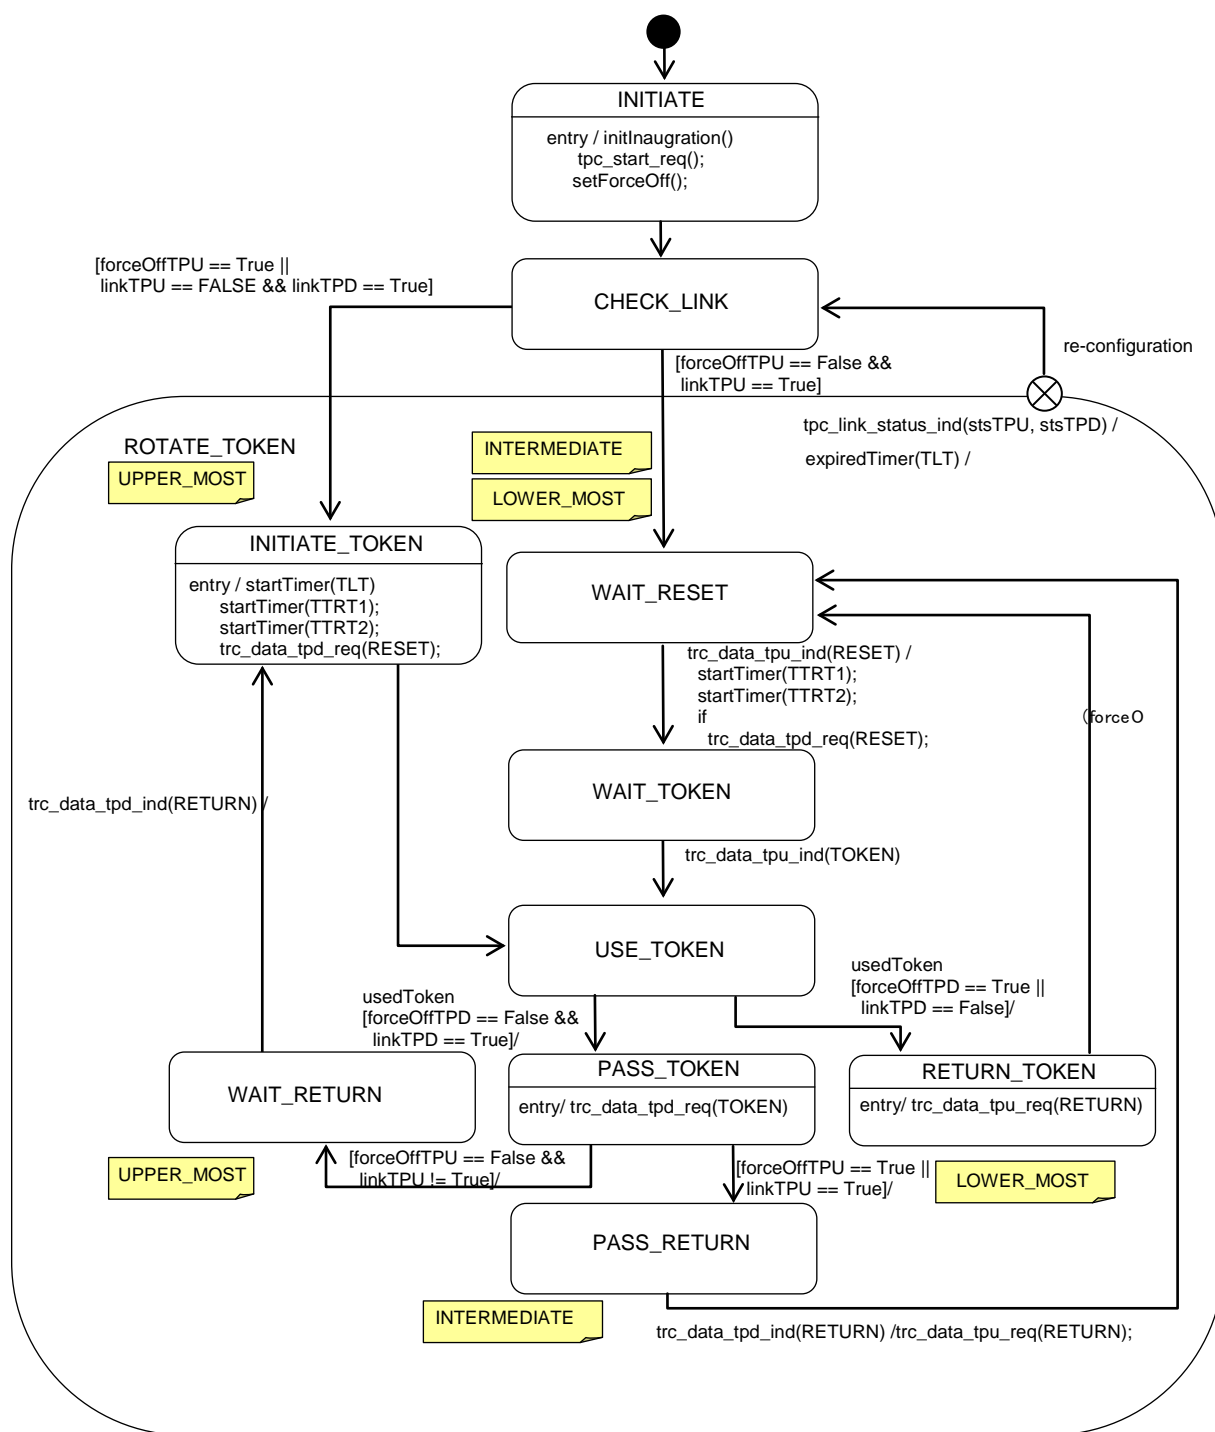 INITIATE
entry / initInaugration()
tpc_start_req();
setForceOff();
[forceOffTPU == True ||
linkTPU == FALSE && linkTPD == True]
CHECK_LINK
re-configuration
[forceOffTPU == False &&
linkTPU == True]
tpc_link_status_ind(stsTPU, stsTPD) /
expiredTimer(TLT) /
ROTATE_TOKEN
UPPER_MOST
INTERMEDIATE
LOWER_MOST
INITIATE_TOKEN
entry / startTimer(TLT)
startTimer(TTRT1);
startTimer(TTRT2);
trc_data_tpd_req(RESET);
WAIT_RESET
trc_data_tpu_ind(RESET) /
startTimer(TTRT1);
startTimer(TTRT2);
if
trc_data_tpd_req(RESET);
(forceO
WAIT_TOKEN
trc_data_tpd_ind(RETURN) /
trc_data_tpu_ind(TOKEN)
USE_TOKEN
usedToken
[forceOffTPD == False &&
linkTPD == True]/
usedToken
[forceOffTPD == True ||
linkTPD == False]/
WAIT_RETURN
PASS_TOKEN
entry/ trc_data_tpd_req(TOKEN)
RETURN_TOKEN
entry/ trc_data_tpu_req(RETURN)
UPPER_MOST
[forceOffTPU == False &&
linkTPU != True]/
[forceOffTPU == True ||
linkTPU == True]/
LOWER_MOST
PASS_RETURN
INTERMEDIATE
trc_data_tpd_ind(RETURN) /trc_data_tpu_req(RETURN);